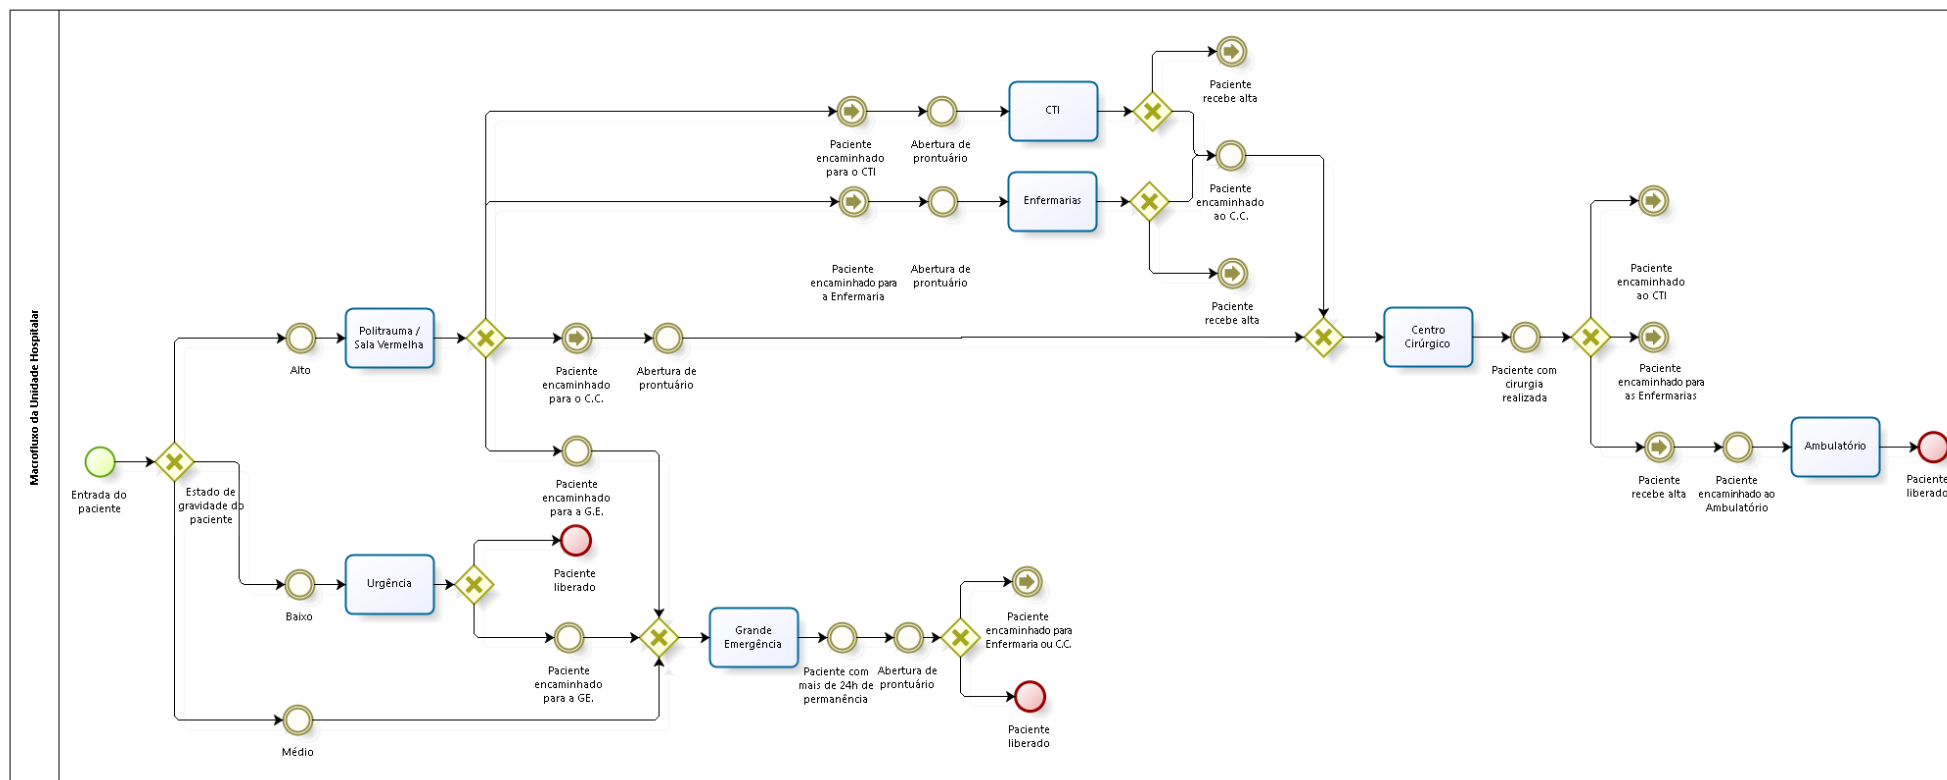 Macrofluxo da Unidade Hospitalar
Entrada do
paciente
Estado de
gravidade do
paciente
Alto
Politrauma /
Sala Vermelha
Paciente
encaminhado
para o CTI
Abertura de
prontuário
CTI
Paciente
recebe alta
Paciente
encaminhado para
a Enfermaria
Abertura de
prontuário
Enfermarias
Paciente
encaminhado
ao C.C.
Paciente
recebe alta
Paciente
encaminhado
para o C.C.
Abertura de
prontuário
Centro
Cirúrgico
Paciente com
cirurgia
realizada
Paciente
encaminhado
ao CTI
Paciente
encaminhado para
as Enfermarias
Paciente
recebe alta
Paciente
encaminhado ao
Ambulatório
Ambulatório
Paciente
liberado
Paciente
encaminhado
para a G.E.
Baixo
Urgência
Paciente
liberado
Paciente
encaminhado
para a GE.
Grande
Emergência
Paciente com
mais de 24h de
permanência
Abertura de
prontuário
Paciente
encaminhado para
Enfermaria ou C.C.
Paciente
liberado
Médio